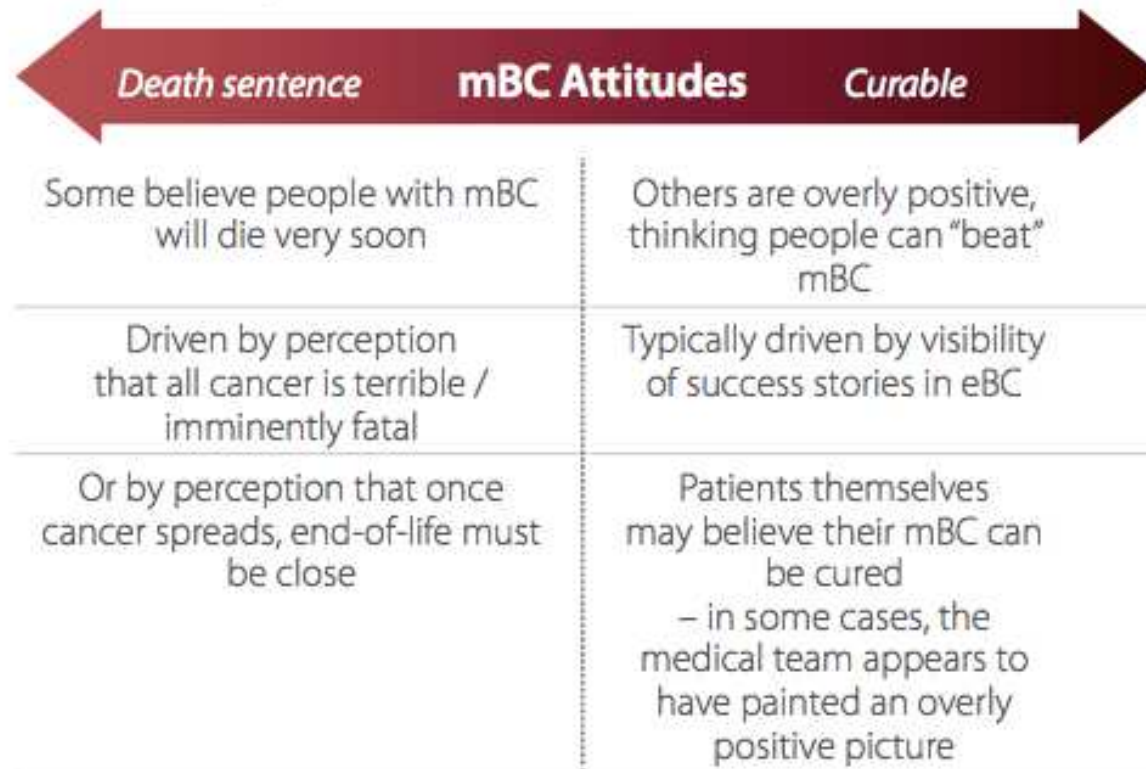 Death sentence mBC Attitudes Curable
Some believe people with mBC
will die very soon
Others are overly positive,
thinking people can “beat”
mBC
Driven by perception
that all cancer is terrible /
imminently fatal
Typically driven by visibility
of success stories in eBC
Or by perception that once
cancer spreads, end-of-life must
be close
Patients themselves
may believe their mBC can
be cured
– in some cases, the
medical team appears to
have painted an overly
positive picture